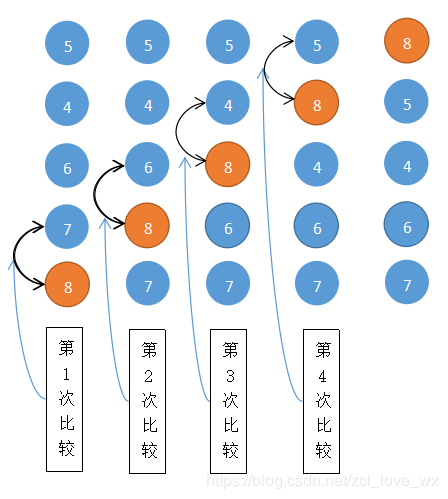 5 5 5 5 8
4 4 4 8 5
6 6 8 4 4
7 8 6 6 6
8 7 7 7 7
第1次比较
第2次比较
第3次比较
第4次比较
https://blog.csdn.net/zcl_love_wx